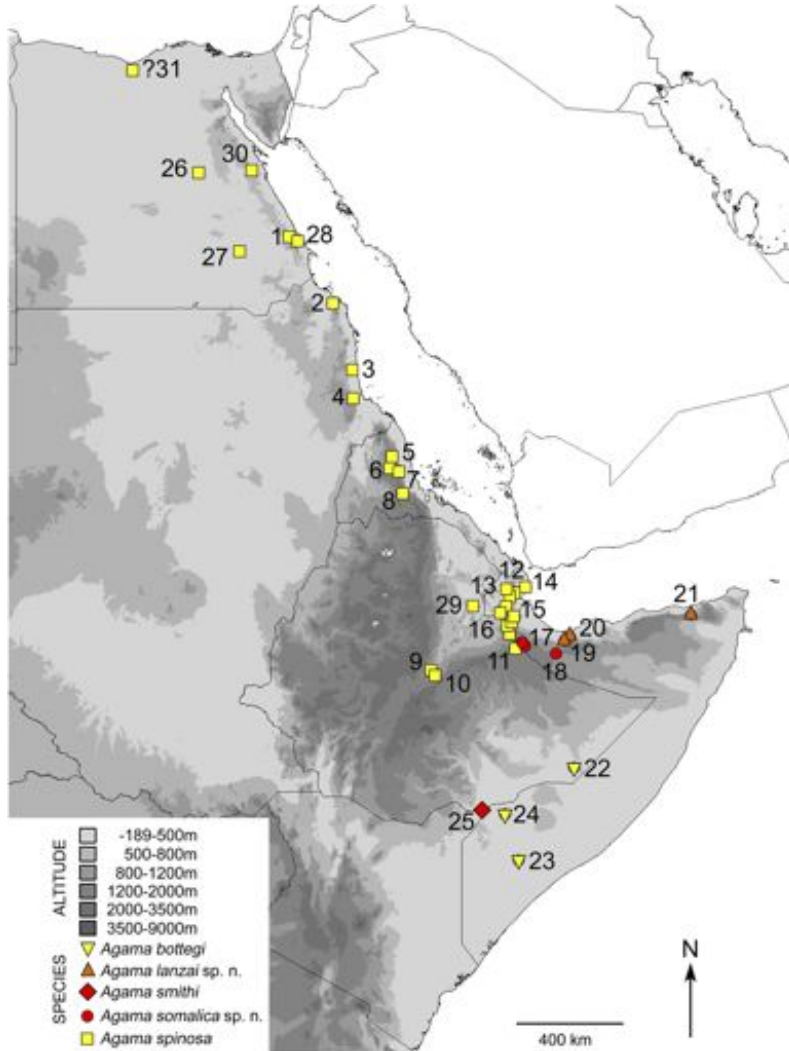 ?31
26
30
1
28
27
2
3
4
5
6
7
8
12
13
14
29
15
16
17
20
21
11
19
18
9
10
22
25
24
23
ALTITUDE
-189-500m
500-800m
800-1200m
1200-2000m
2000-3500m
3500-9000m
SPECIES
Agama bottegi
Agama lanzai sp. n.
Agama smithi
Agama somalica sp. n.
Agama spinosa
N
400 km